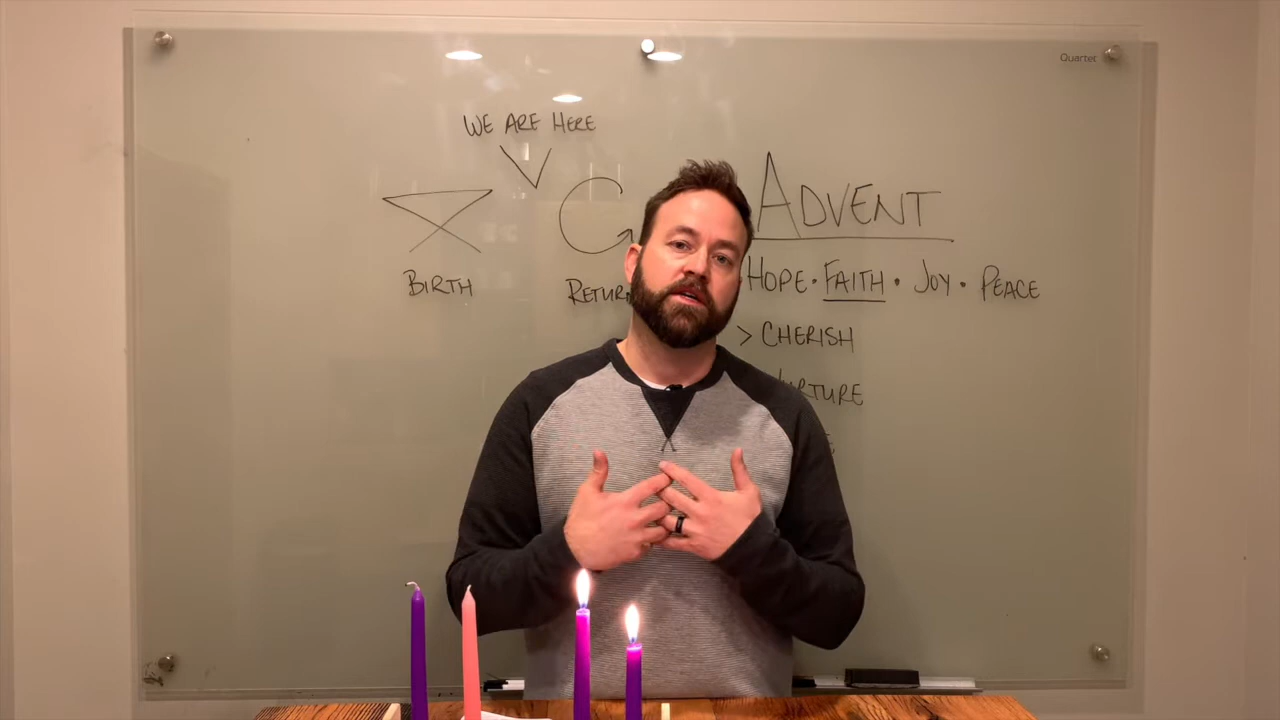 Quartet
WE ARE HERE
ADVENT
BIRTH
HOPE · FAITH · JOY · PEACE
> CHERISH